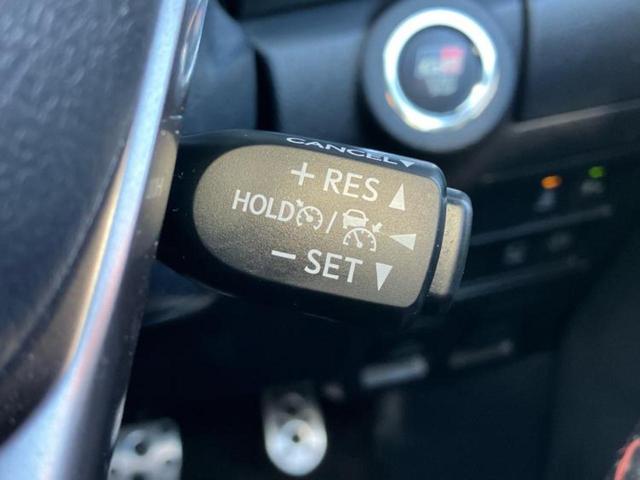 CANCEL▼
+ RES ▲
HOLD / ◀
− SET ▼